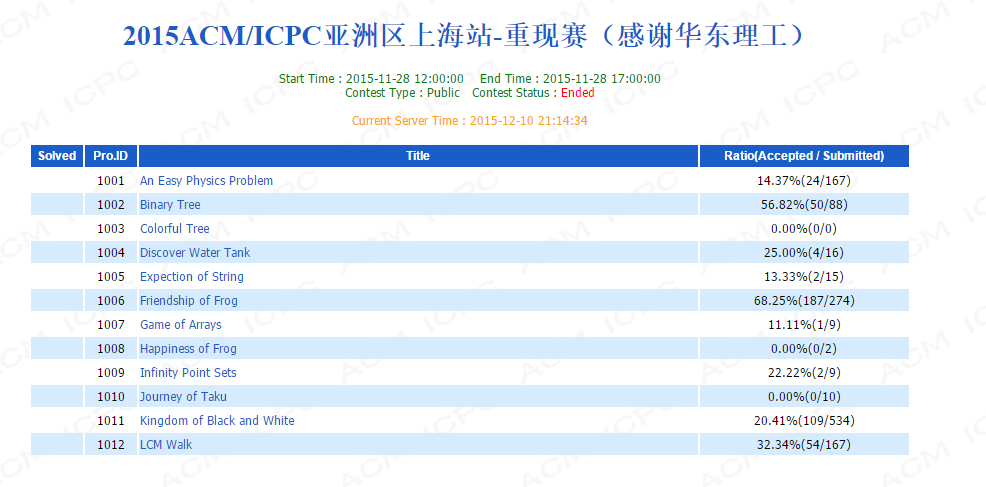 2015ACM/ICPC亚洲区上海站-重现赛（感谢华东理工）
Start Time : 2015-11-28 12:00:00 End Time : 2015-11-28 17:00:00
Contest Type : Public Contest Status : Ended
Current Server Time : 2015-12-10 21:14:34
Solved Pro.ID Title Ratio(Accepted / Submitted)
1001 An Easy Physics Problem 14.37%(24/167)
1002 Binary Tree 56.82%(50/88)
1003 Colorful Tree 0.00%(0/0)
1004 Discover Water Tank 25.00%(4/16)
1005 Expection of String 13.33%(2/15)
1006 Friendship of Frog 68.25%(187/274)
1007 Game of Arrays 11.11%(1/9)
1008 Happiness of Frog 0.00%(0/2)
1009 Infinity Point Sets 22.22%(2/9)
1010 Journey of Taku 0.00%(0/10)
1011 Kingdom of Black and White 20.41%(109/534)
1012 LCM Walk 32.34%(54/167)